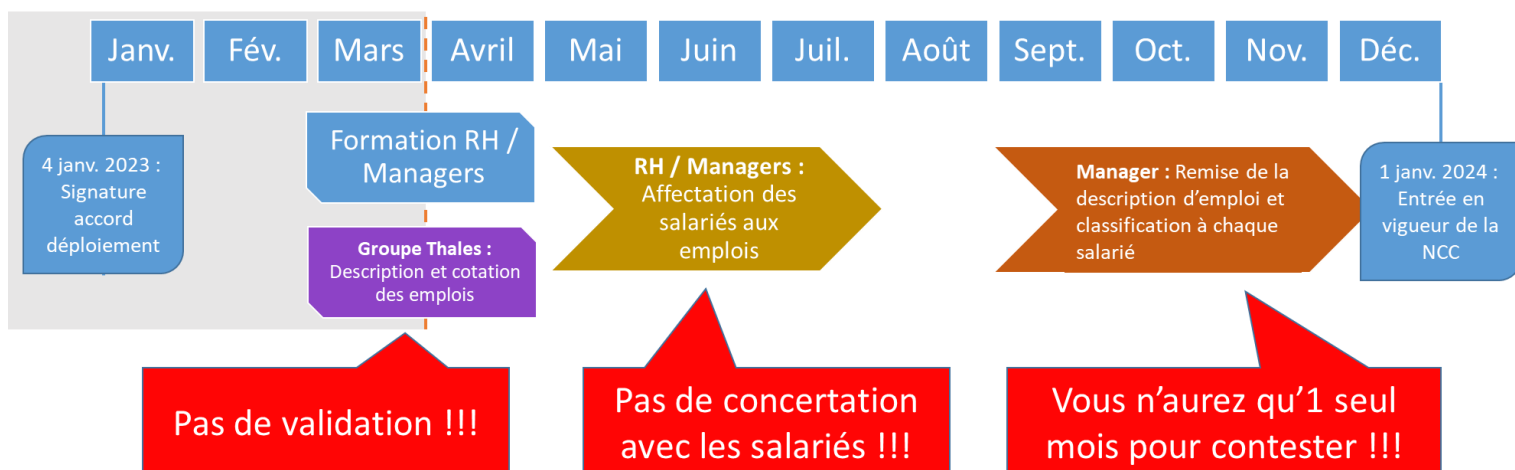 Janv.
Fév.
Mars
Avril
Mai
Juin
Juil.
Août
Sept.
Oct.
Nov.
Déc.
4 janv. 2023 :
Signature
accord
déploiement
Formation RH /
Managers
Groupe Thales :
Description et cotation
des emplois
RH / Managers :
Affectation des
salariés aux
emplois
Manager : Remise de la
description d’emploi et
classification à chaque
salarié
1 janv. 2024 :
Entrée en
vigueur de la
NCC
Pas de validation !!!
Pas de concertation
avec les salariés !!!
Vous n’aurez qu’1 seul
mois pour contester !!!